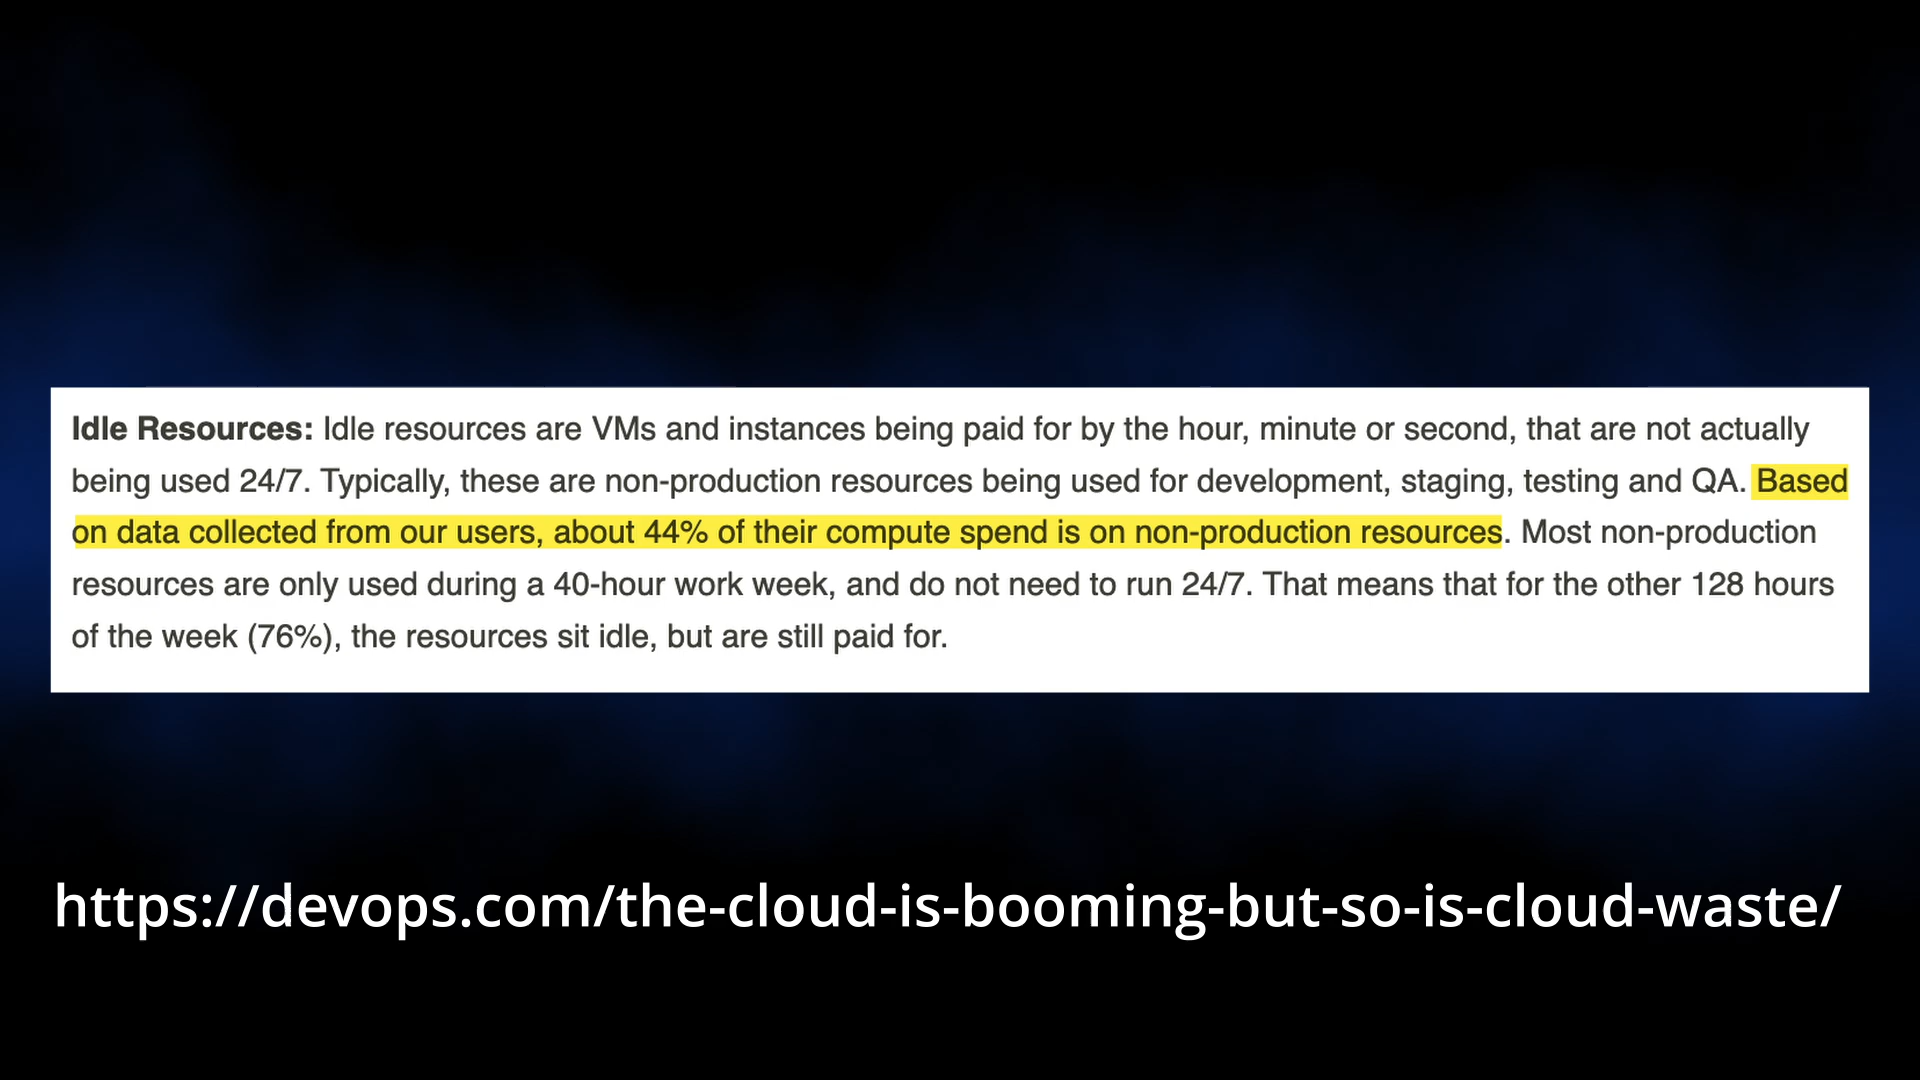 Idle Resources: Idle resources are VMs and instances being paid for by the hour, minute or second, that are not actually
being used 24/7. Typically, these are non-production resources being used for development, staging, testing and QA. Based
on data collected from our users, about 44% of their compute spend is on non-production resources. Most non-production
resources are only used during a 40-hour work week, and do not need to run 24/7. That means that for the other 128 hours
of the week (76%), the resources sit idle, but are still paid for.
https://devops.com/the-cloud-is-booming-but-so-is-cloud-waste/